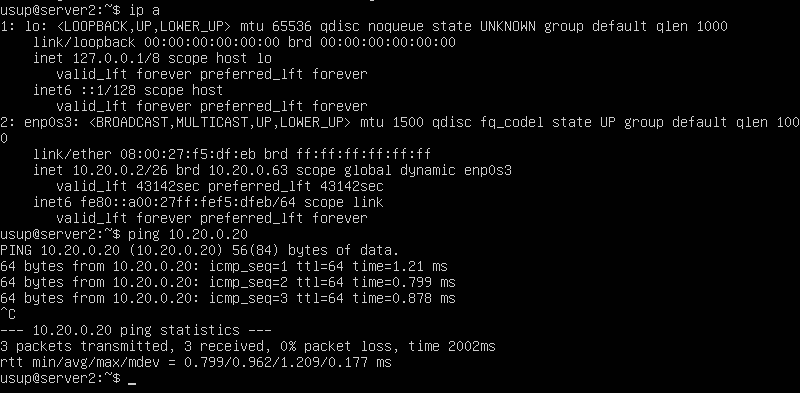 usup@server2:~$ ip a
1: lo: <LOOPBACK,UP,LOWER_UP> mtu 65536 qdisc noqueue state UNKNOWN group default qlen 1000
    link/loopback 00:00:00:00:00:00 brd 00:00:00:00:00:00
    inet 127.0.0.1/8 scope host lo
       valid_lft forever preferred_lft forever
    inet6 ::1/128 scope host
       valid_lft forever preferred_lft forever
2: enp0s3: <BROADCAST,MULTICAST,UP,LOWER_UP> mtu 1500 qdisc fq_codel state UP group default qlen 100
0
    link/ether 08:00:27:f5:df:eb brd ff:ff:ff:ff:ff:ff
    inet 10.20.0.2/26 brd 10.20.0.63 scope global dynamic enp0s3
       valid_lft 43142sec preferred_lft 43142sec
    inet6 fe80::a00:27ff:fef5:dfeb/64 scope link
       valid_lft forever preferred_lft forever
usup@server2:~$ ping 10.20.0.20
PING 10.20.0.20 (10.20.0.20) 56(84) bytes of data.
64 bytes from 10.20.0.20: icmp_seq=1 ttl=64 time=1.21 ms
64 bytes from 10.20.0.20: icmp_seq=2 ttl=64 time=0.799 ms
64 bytes from 10.20.0.20: icmp_seq=3 ttl=64 time=0.878 ms
^C
--- 10.20.0.20 ping statistics ---
3 packets transmitted, 3 received, 0% packet loss, time 2002ms
rtt min/avg/max/mdev = 0.799/0.962/1.209/0.177 ms
usup@server2:~$ _